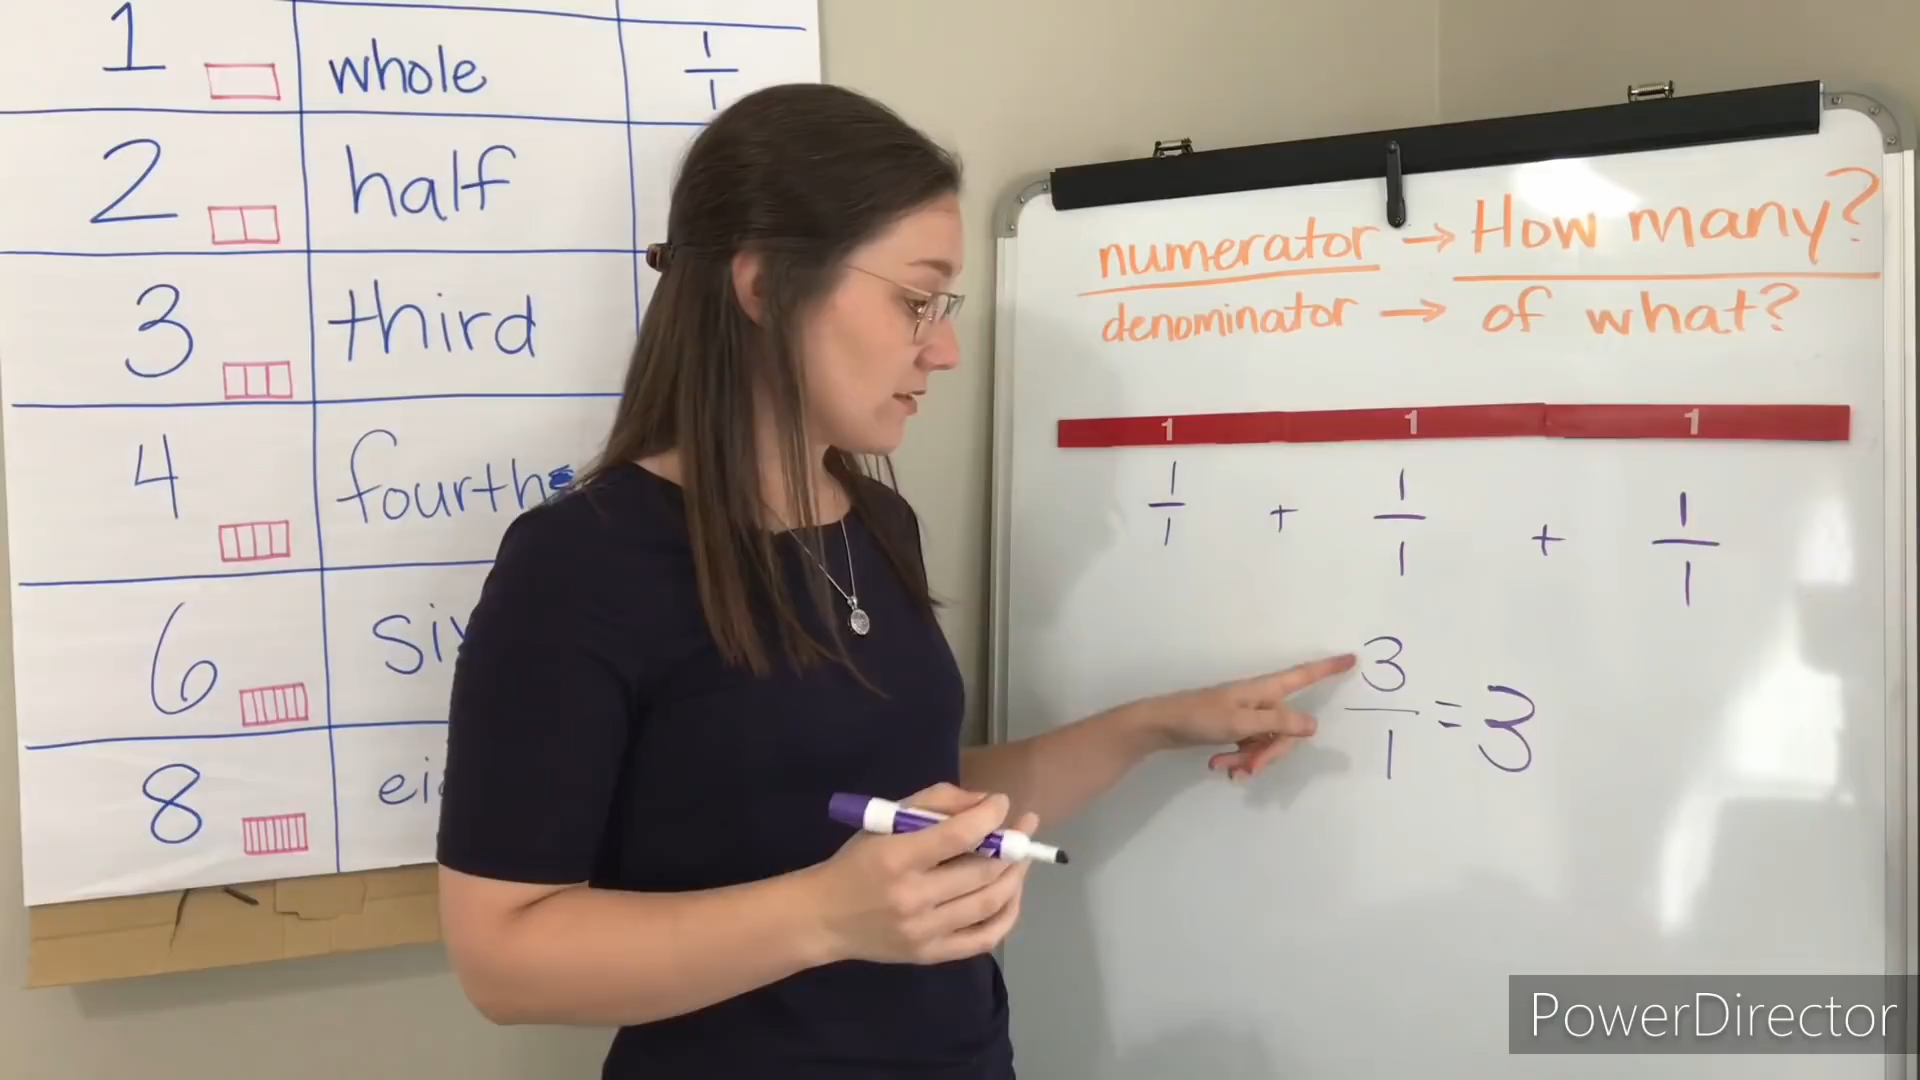 1 whole 1/1
2 half
3 third
4 fourth
6
8
numerator → How many?
denominator → of what?
1 1 1
1/1 + 1/1 + 1/1
3/1 = 3
PowerDirector